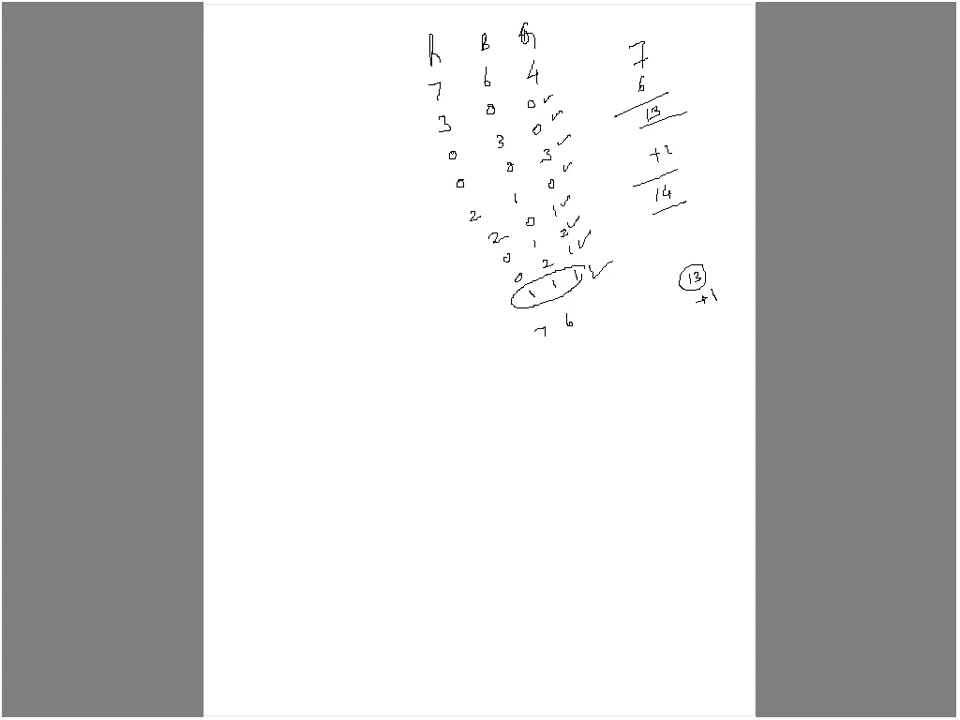 R B G
7 6 4
3 0 0 ✓
0 3 0 ✓
0 0 3 ✓
2 1 0 ✓
2 0 1 ✓
0 1 2 ✓
0 2 1 ✓
1 1 1 ✓
7 6
7
6
13
+1
14
13
+1